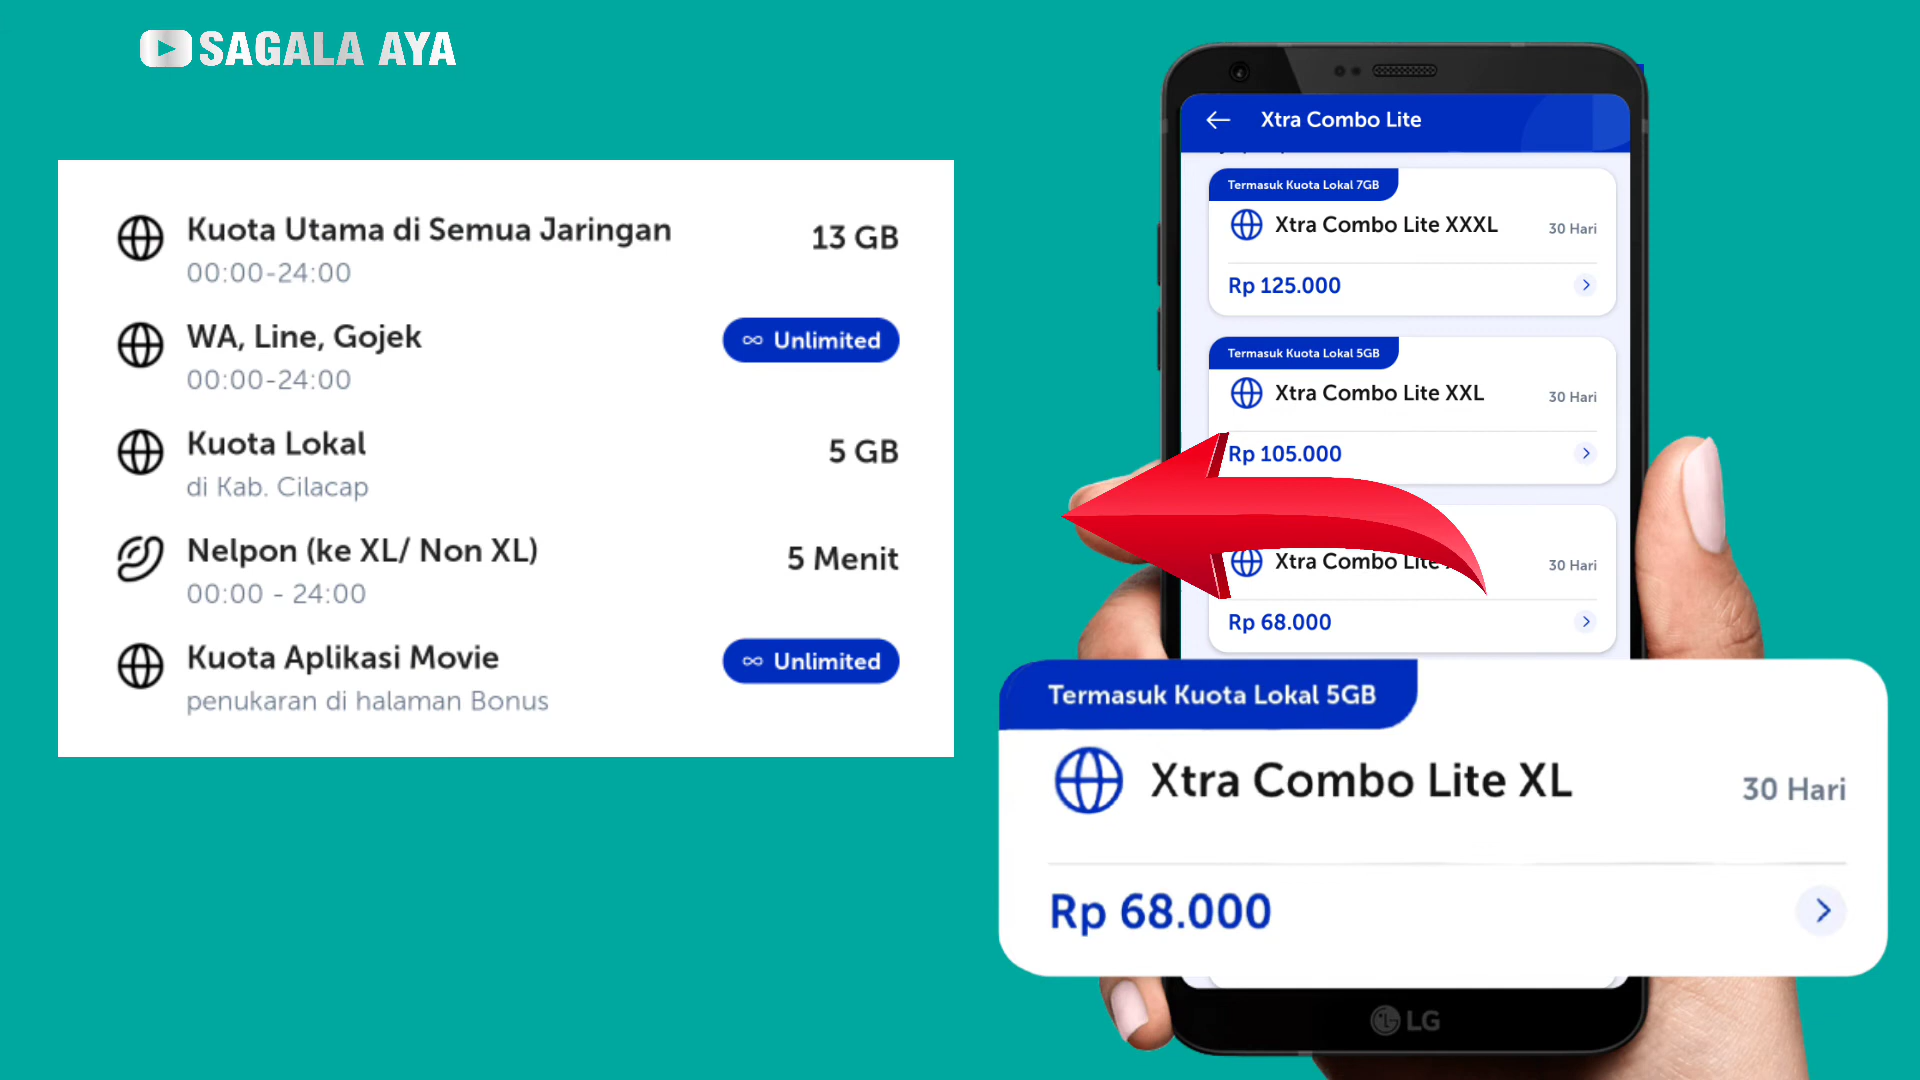 SAGALA AYA
Kuota Utama di Semua Jaringan
13 GB
00:00-24:00
WA, Line, Gojek
∞ Unlimited
00:00-24:00
Kuota Lokal
5 GB
di Kab. Cilacap
Nelpon (ke XL/ Non XL)
5 Menit
00:00 - 24:00
Kuota Aplikasi Movie
∞ Unlimited
penukaran di halaman Bonus
Xtra Combo Lite
Termasuk Kuota Lokal 7GB
Xtra Combo Lite XXXL
30 Hari
Rp 125.000
Termasuk Kuota Lokal 5GB
Xtra Combo Lite XXL
30 Hari
Rp 105.000
Xtra Combo Lite
30 Hari
Rp 68.000
Termasuk Kuota Lokal 5GB
Xtra Combo Lite XL
30 Hari
Rp 68.000
LG